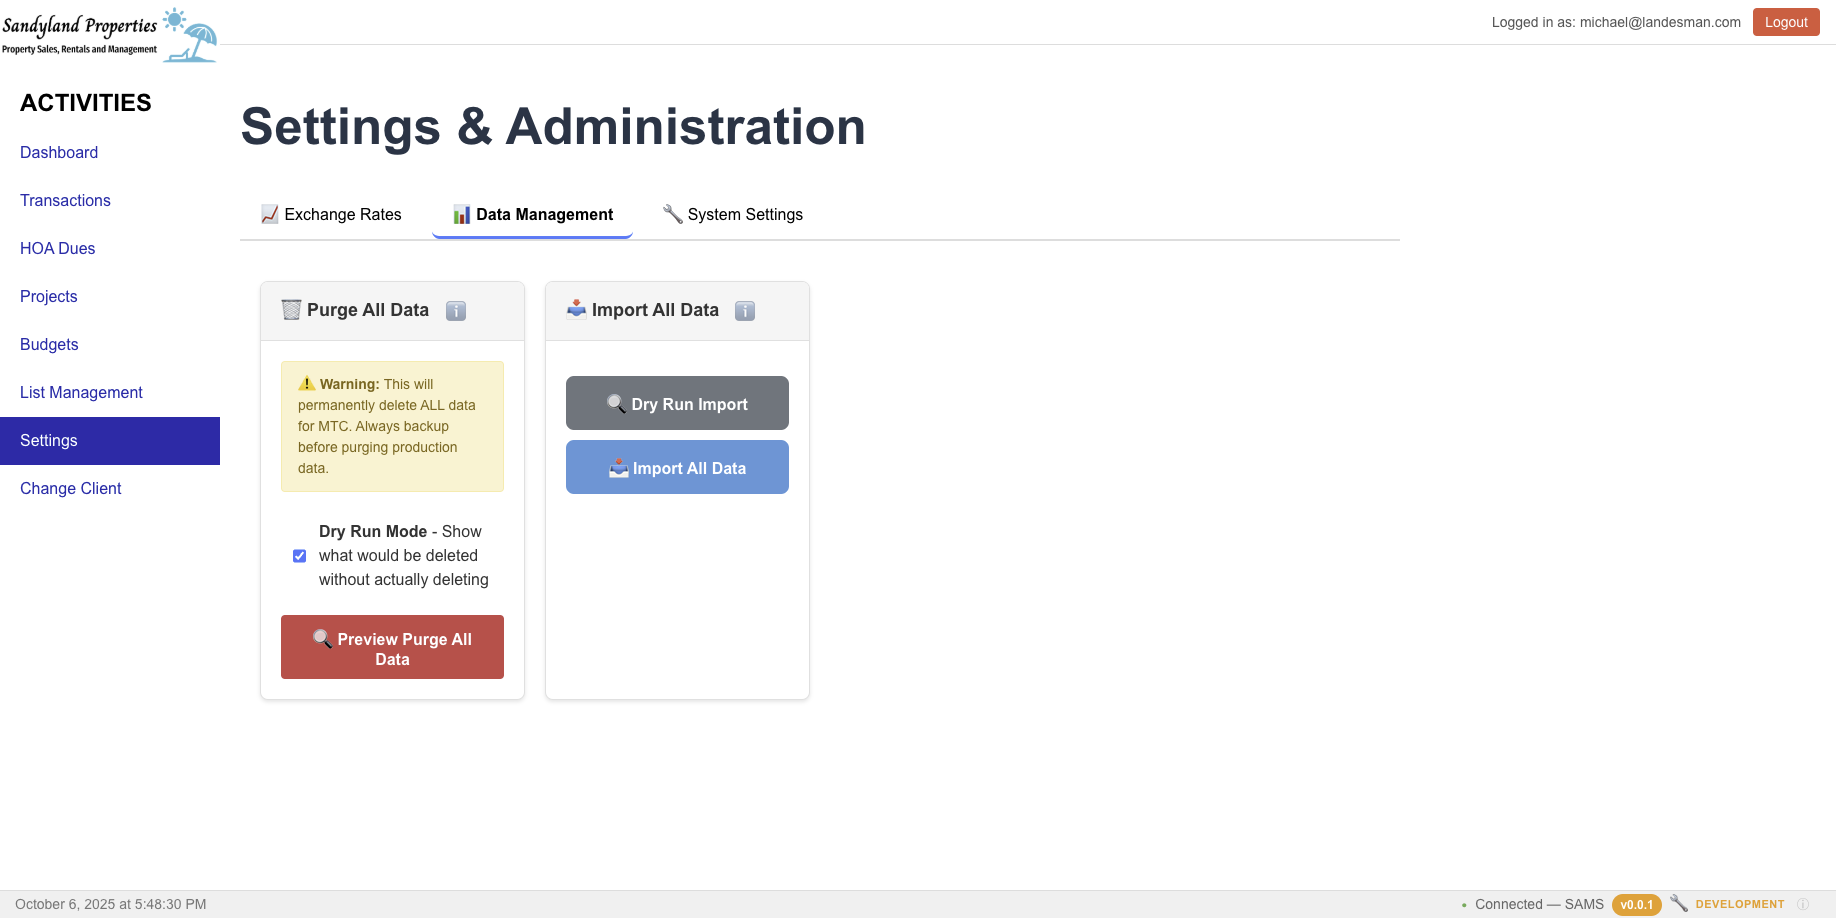 Sandyland Properties
Property Sales, Rentals and Management
Logged in as: michael@landesman.com
Logout
ACTIVITIES
Dashboard
Transactions
HOA Dues
Projects
Budgets
List Management
Settings
Change Client
Settings & Administration
Exchange Rates
Data Management
System Settings
Purge All Data
Warning: This will
permanently delete ALL data
for MTC. Always backup
before purging production
data.
Dry Run Mode - Show
what would be deleted
without actually deleting
Preview Purge All
Data
Import All Data
Dry Run Import
Import All Data
October 6, 2025 at 5:48:30 PM
Connected — SAMS
v0.0.1
DEVELOPMENT